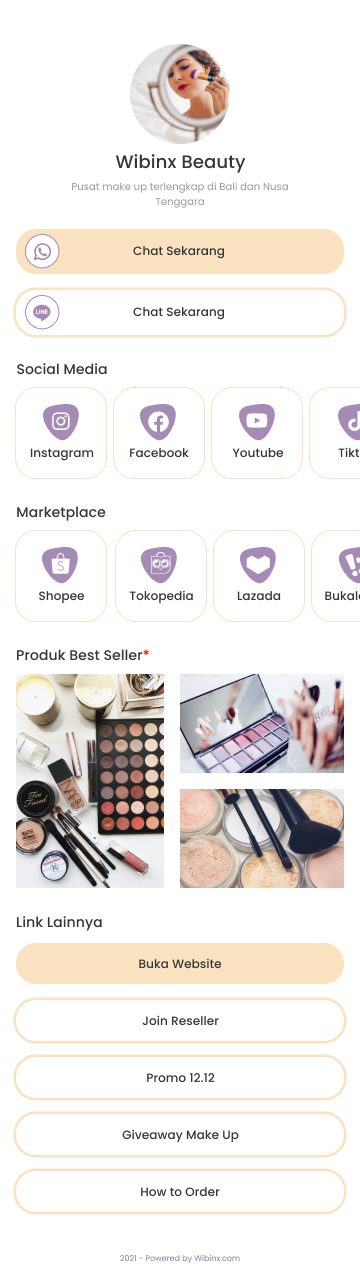 Wibinx Beauty
Pusat make up terlengkap di Bali dan Nusa
Tenggara
Chat Sekarang
LINE
Chat Sekarang
Social Media
Instagram
Facebook
Youtube
Tikt
Marketplace
Shopee
Tokopedia
Lazada
Bukal
Produk Best Seller*
Too Faced
NARS
Link Lainnya
Buka Website
Join Reseller
Promo 12.12
Giveaway Make Up
How to Order
2021 - Powered by Wibinx.com